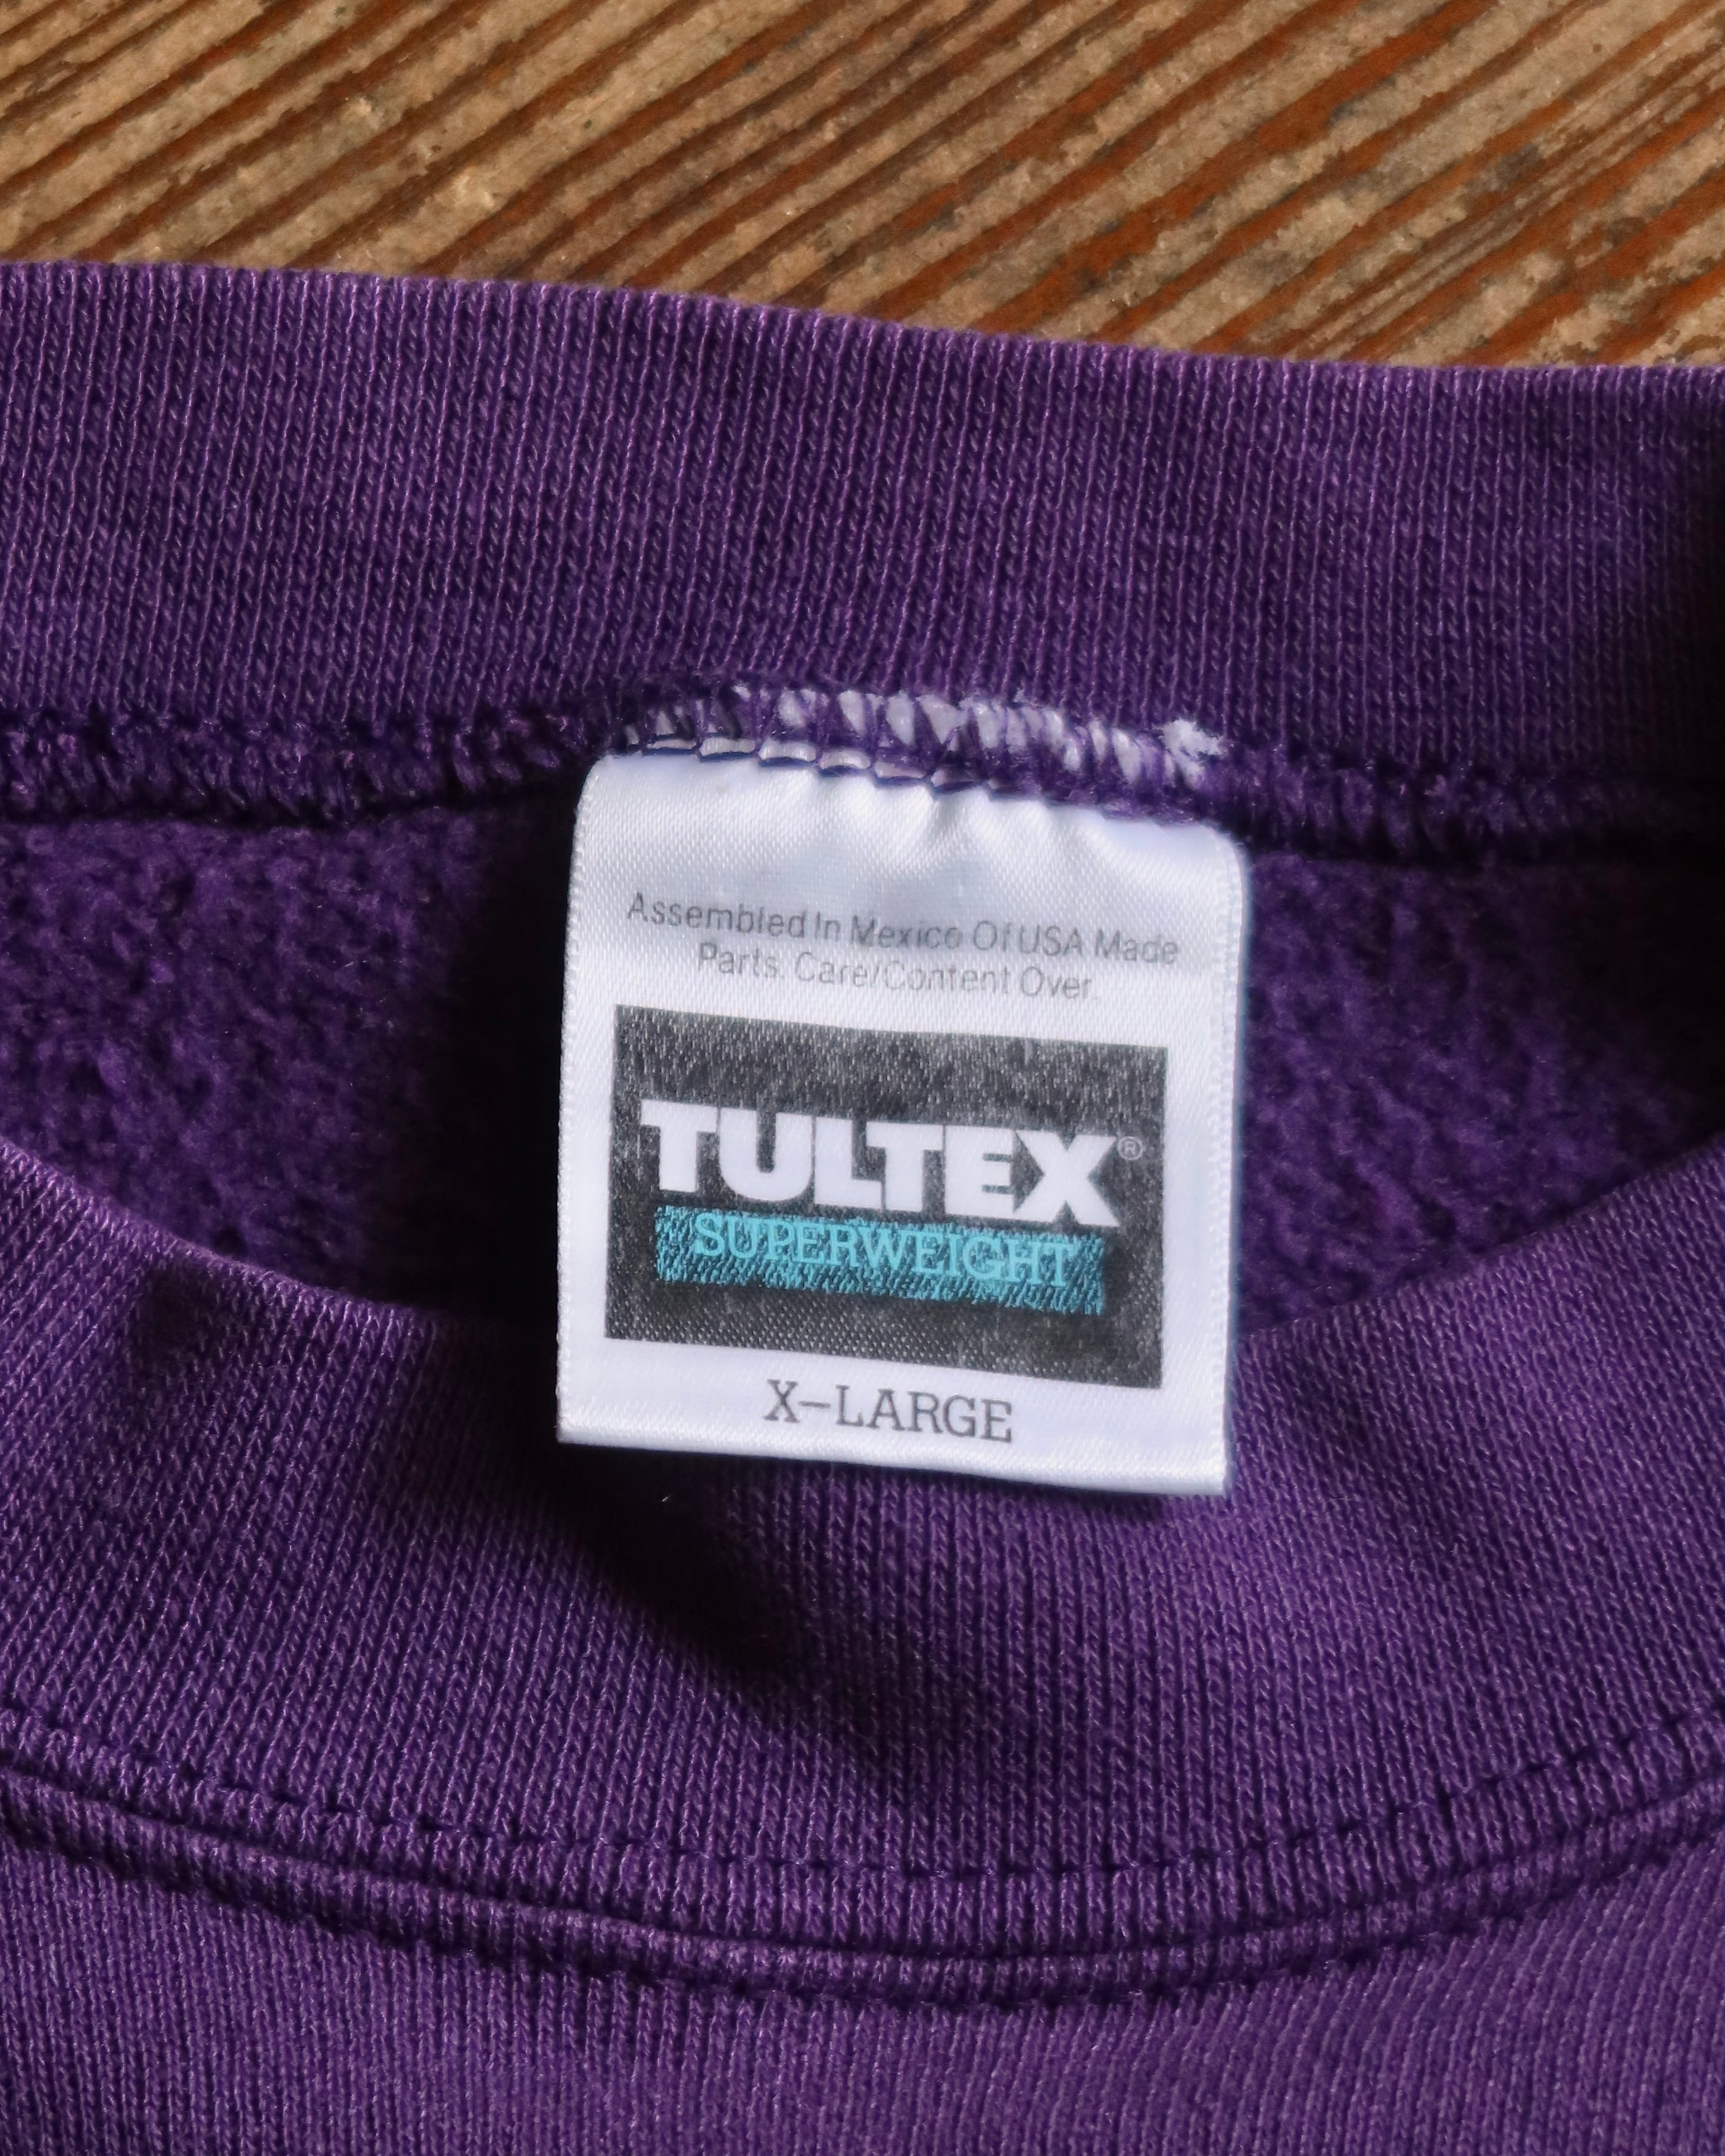 Assembled In Mexico Of USA Made
Parts. Care/Content Over.
TULTEX®
SUPERWEIGHT
X-LARGE